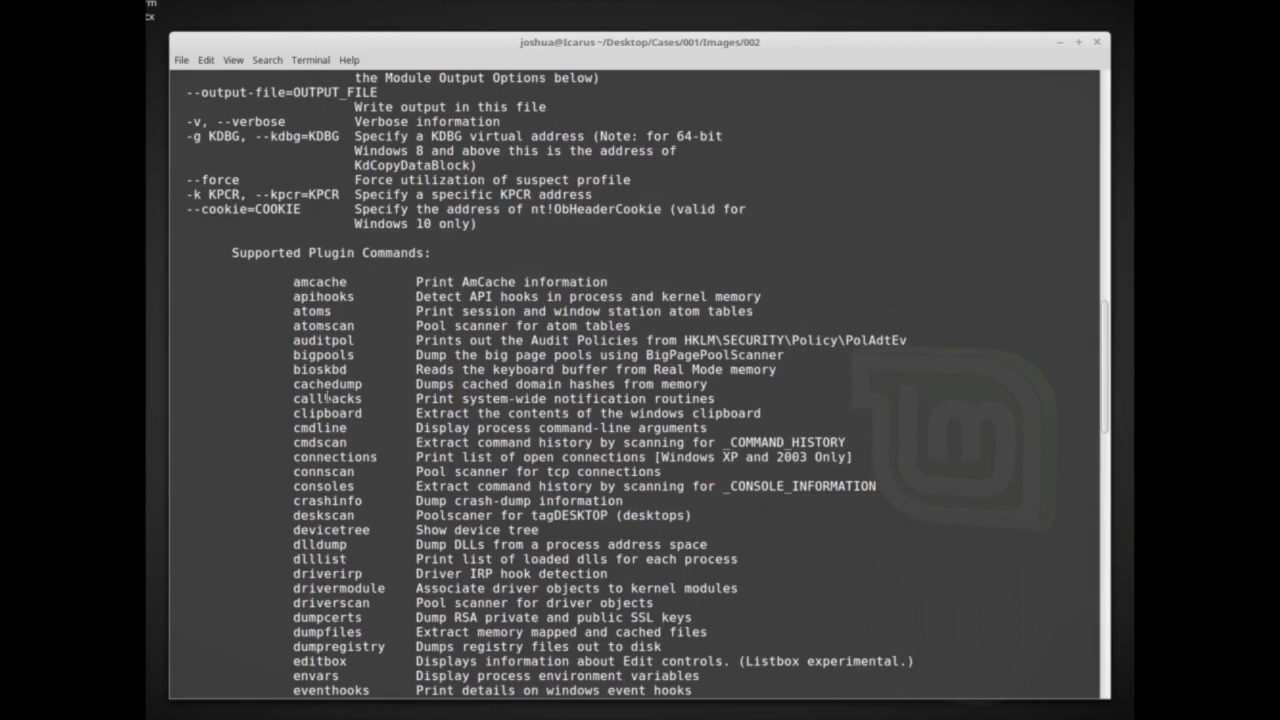 rm
cx
joshua@Icarus ~/Desktop/Cases/001/Images/002
File Edit View Search Terminal Help
the Module Output Options below)
--output-file=OUTPUT_FILE
Write output in this file
-v, --verbose Verbose information
-g KDBG, --kdbg=KDBG Specify a KDBG virtual address (Note: for 64-bit
Windows 8 and above this is the address of
KdCopyDataBlock)
--force Force utilization of suspect profile
-k KPCR, --kpcr=KPCR Specify a specific KPCR address
--cookie=COOKIE Specify the address of nt!ObHeaderCookie (valid for
Windows 10 only)
Supported Plugin Commands:
amcache Print AmCache information
apihooks Detect API hooks in process and kernel memory
atoms Print session and window station atom tables
atomscan Pool scanner for atom tables
auditpol Prints out the Audit Policies from HKLM\SECURITY\Policy\PolAdtEv
bigpools Dump the big page pools using BigPagePoolScanner
bioskbd Reads the keyboard buffer from Real Mode memory
cachedump Dumps cached domain hashes from memory
callbacks Print system-wide notification routines
clipboard Extract the contents of the windows clipboard
cmdline Display process command-line arguments
cmdscan Extract command history by scanning for _COMMAND_HISTORY
connections Print list of open connections [Windows XP and 2003 Only]
connscan Pool scanner for tcp connections
consoles Extract command history by scanning for _CONSOLE_INFORMATION
crashinfo Dump crash-dump information
deskscan Poolscaner for tagDESKTOP (desktops)
devicetree Show device tree
dlldump Dump DLLs from a process address space
dlllist Print list of loaded dlls for each process
driverirp Driver IRP hook detection
drivermodule Associate driver objects to kernel modules
driverscan Pool scanner for driver objects
dumpcerts Dump RSA private and public SSL keys
dumpfiles Extract memory mapped and cached files
dumpregistry Dumps registry files out to disk
editbox Displays information about Edit controls. (Listbox experimental.)
envars Display process environment variables
eventhooks Print details on windows event hooks